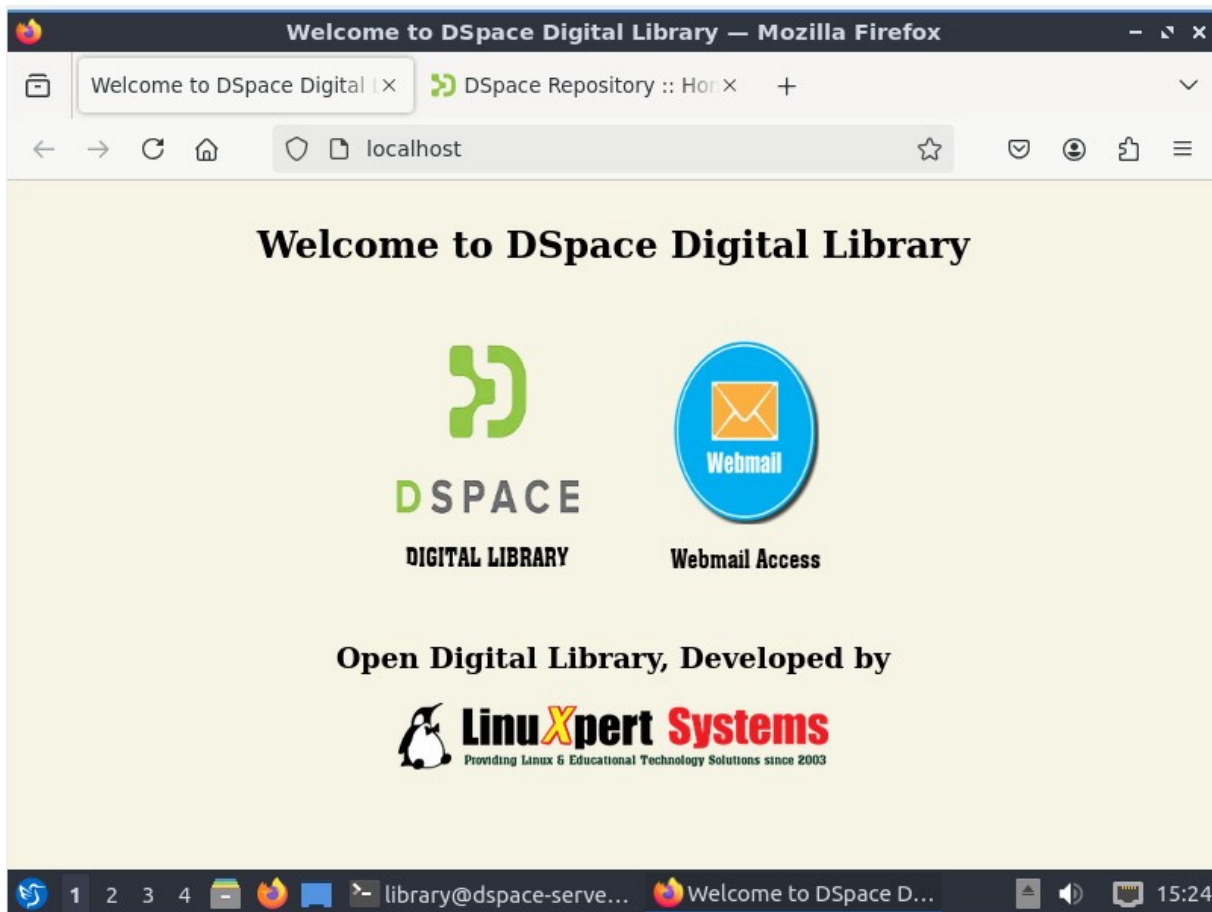 Welcome to DSpace Digital Library — Mozilla Firefox
Welcome to DSpace Digital
DSpace Repository :: Hom
localhost
Welcome to DSpace Digital Library
DSPACE
Webmail
DIGITAL LIBRARY
Webmail Access
Open Digital Library, Developed by
LinuXpert Systems
Providing Linux & Educational Technology Solutions since 2003
1 2 3 4 library@dspace-serve... Welcome to DSpace D... 15:24